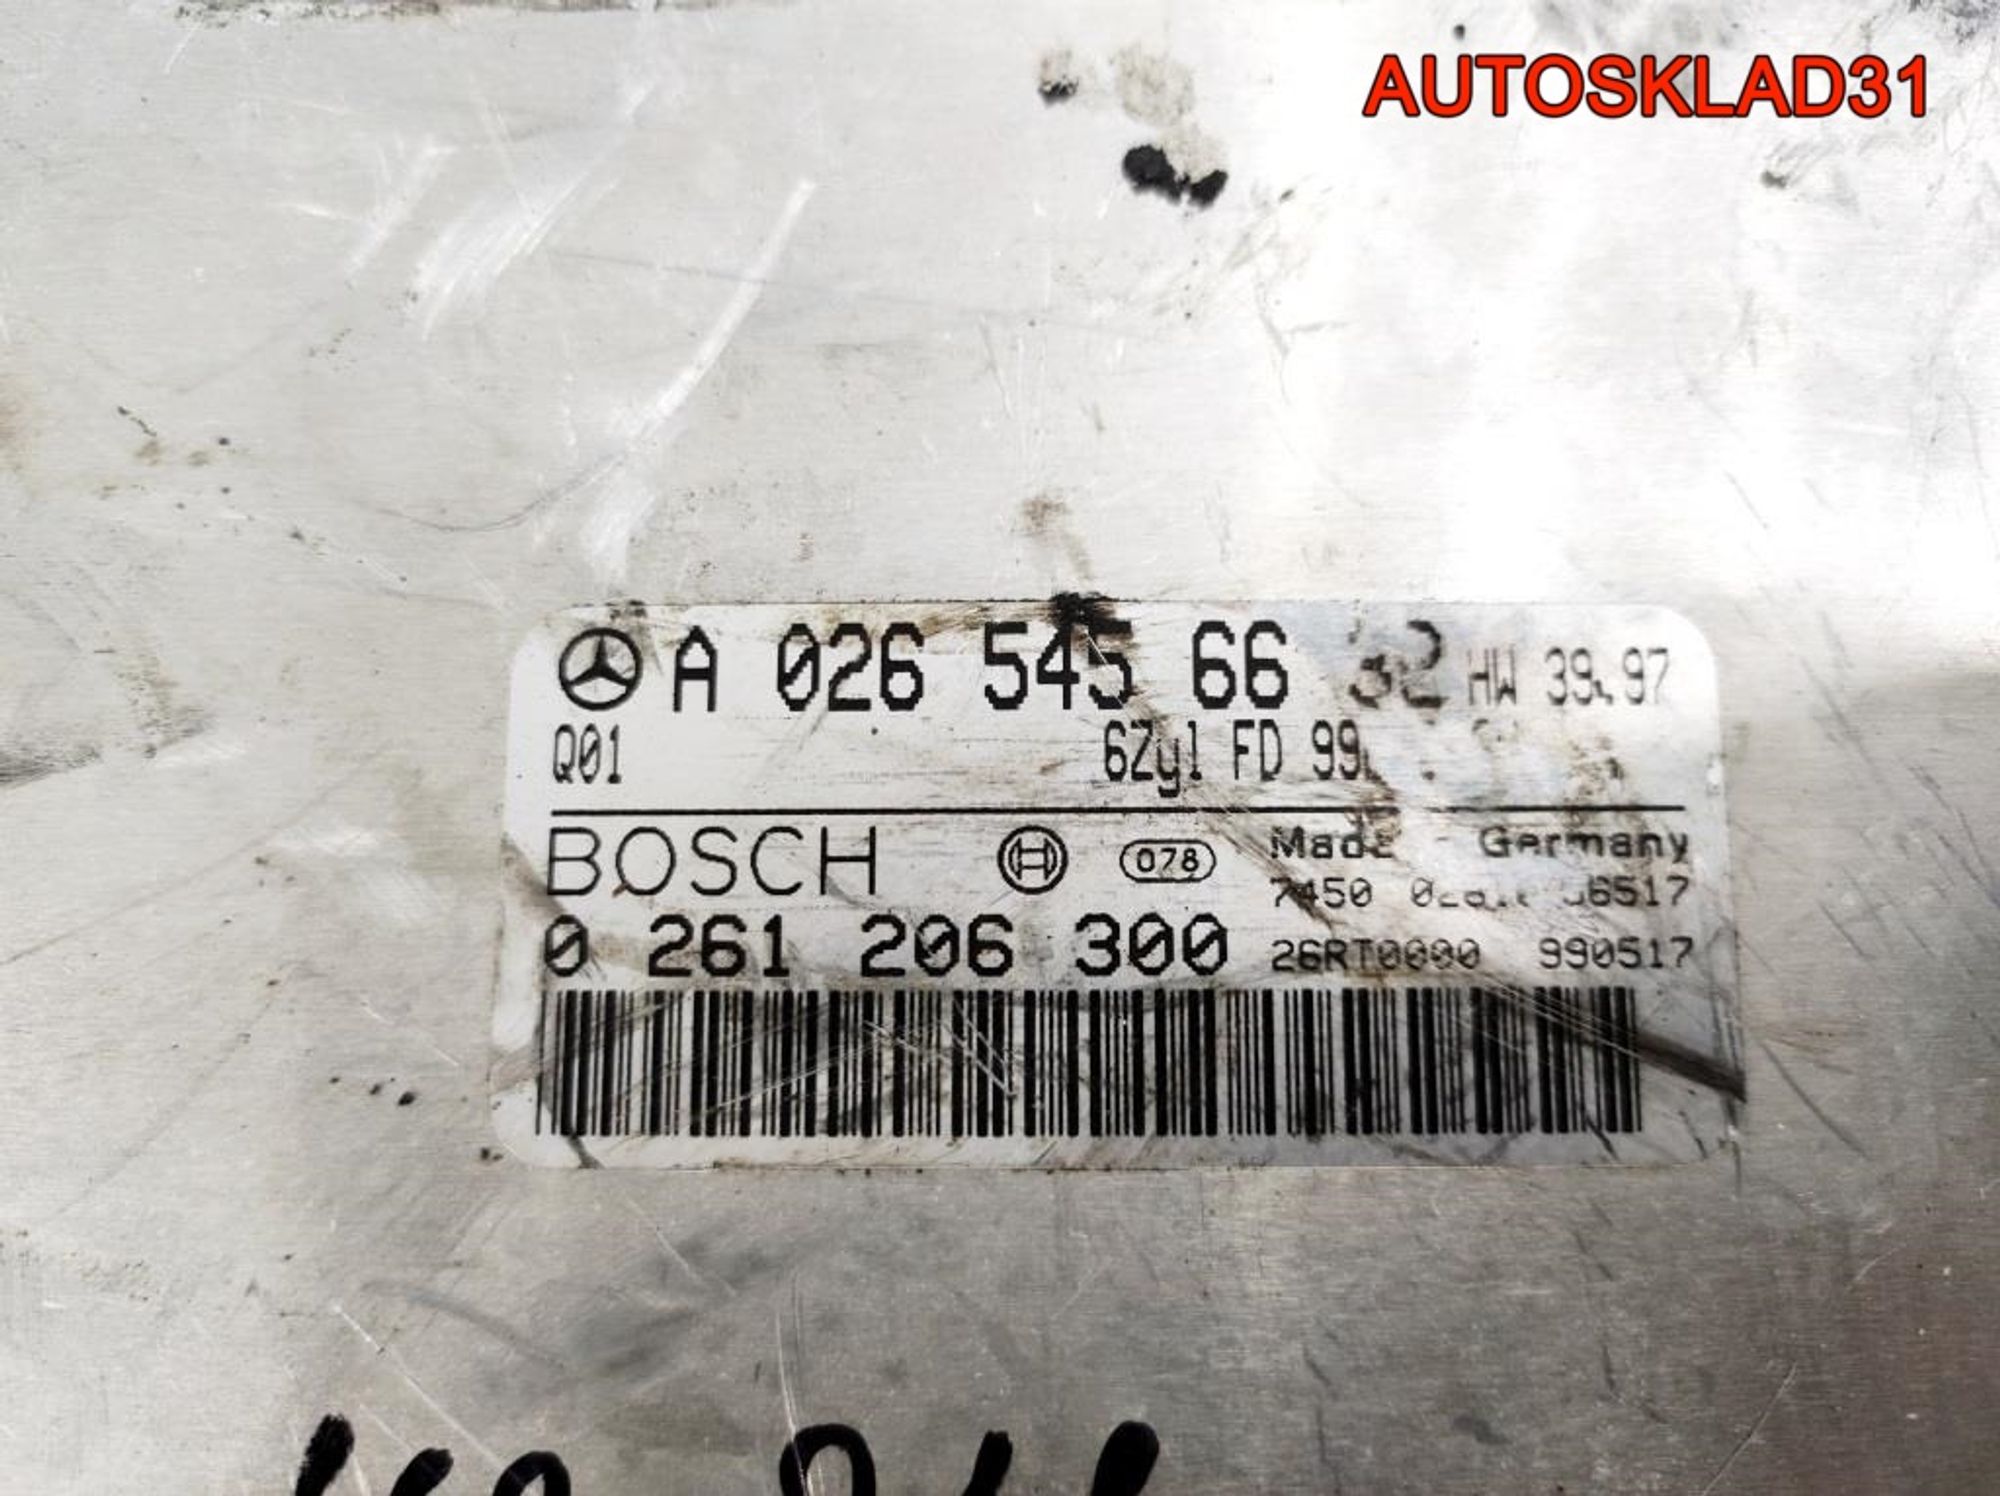 AUTOSKLAD31
A 026 545 66 32 HW 39.97
Q01 6Zyl FD
BOSCH 078 Made Germany
7450
0 261 206 300 26RT0000 990517